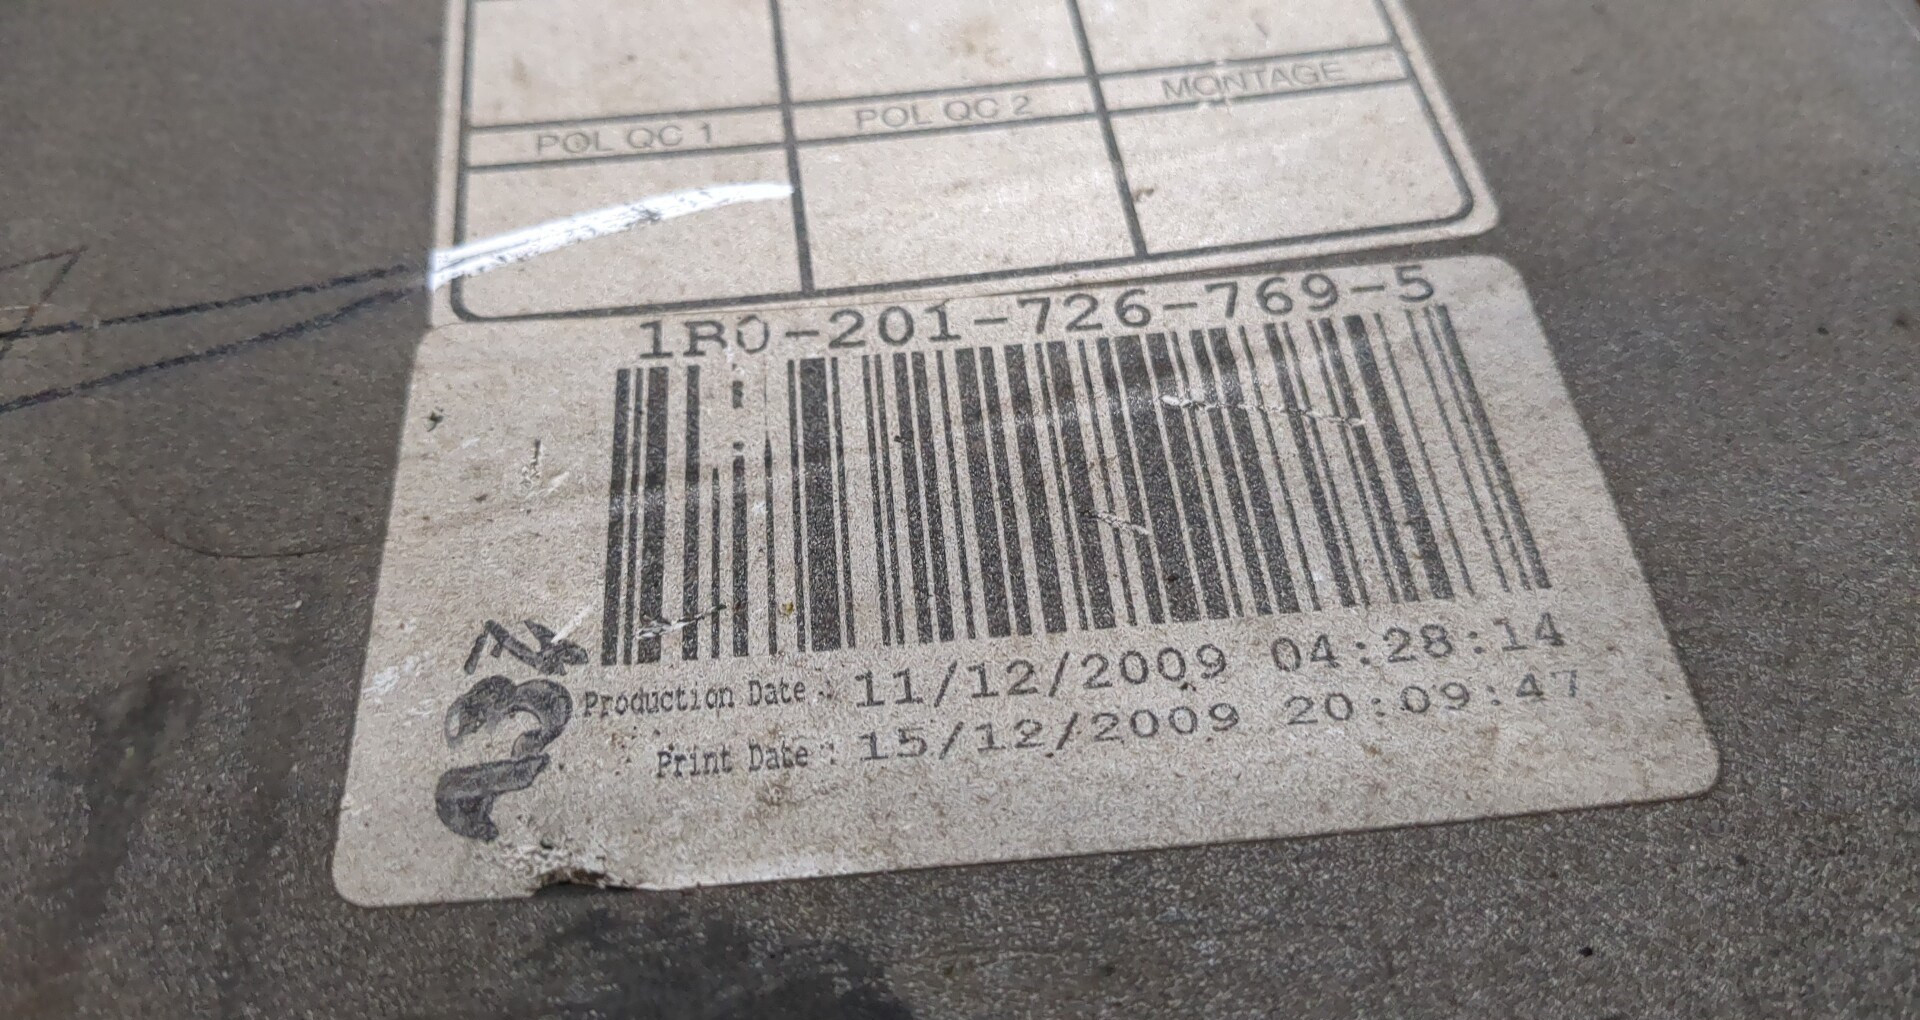 POL QC 1 POL QC 2 MONTAGE
1B0-201-726-769-5
Production Date : 11/12/2009 04:28:14
Print Date : 15/12/2009 20:09:47